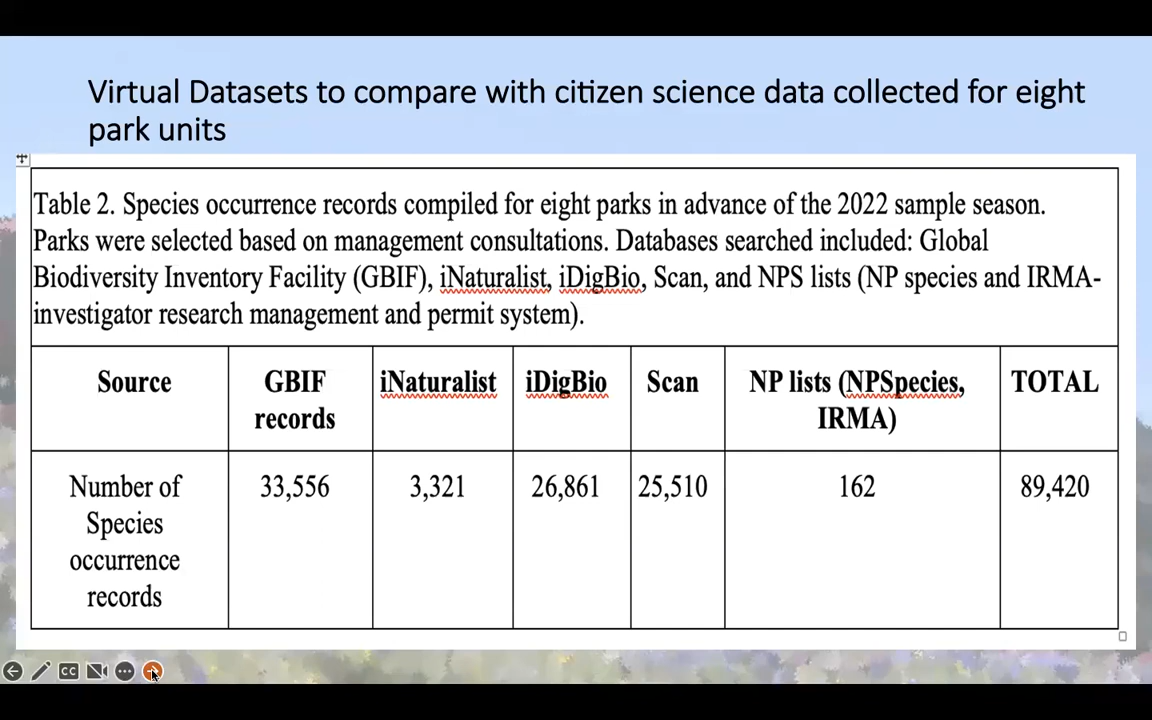 Virtual Datasets to compare with citizen science data collected for eight
park units
Table 2. Species occurrence records compiled for eight parks in advance of the 2022 sample season.
Parks were selected based on management consultations. Databases searched included: Global
Biodiversity Inventory Facility (GBIF), iNaturalist, iDigBio, Scan, and NPS lists (NP species and IRMA-
investigator research management and permit system).
Source
GBIF
records
iNaturalist
iDigBio
Scan
NP lists (NPSpecies,
IRMA)
TOTAL
Number of
Species
occurrence
records
33,556
3,321
26,861
25,510
162
89,420
CC